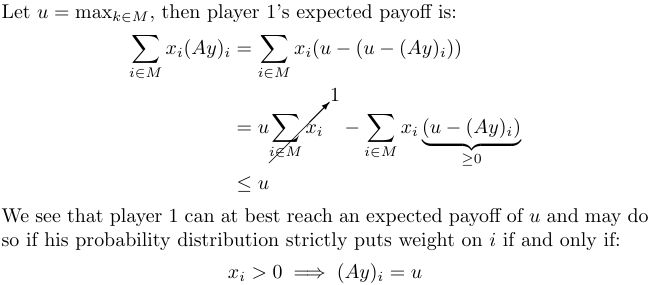 Let $u = \max_{k \in M}$, then player 1's expected payoff is:
$\sum_{i \in M} x_i (Ay)_i = \sum_{i \in M} x_i (u - (u - (Ay)_i))$
$= u \cancelto{1}{\sum_{i \in M} x_i} - \sum_{i \in M} x_i \underbrace{(u - (Ay)_i)}_{\geq 0}$
$\leq u$
We see that player 1 can at best reach an expected payoff of $u$ and may do
so if his probability distribution strictly puts weight on $i$ if and only if:
$x_i > 0 \implies (Ay)_i = u$